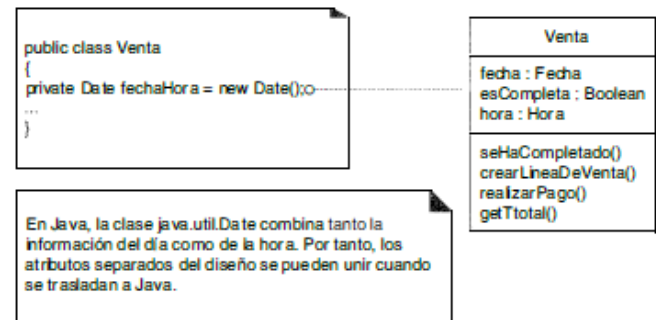 public class Venta
{
private Date fechaHora = new Date();
...
}
Venta
fecha : Fecha
esCompleta : Boolean
hora : Hora
seHaCompletado()
crearLineaDeVenta()
realizarPago()
getTtotal()
En Java, la clase java.util.Date combina tanto la
información del día como de la hora. Por tanto, los
atributos separados del diseño se pueden unir cuando
se trasladan a Java.